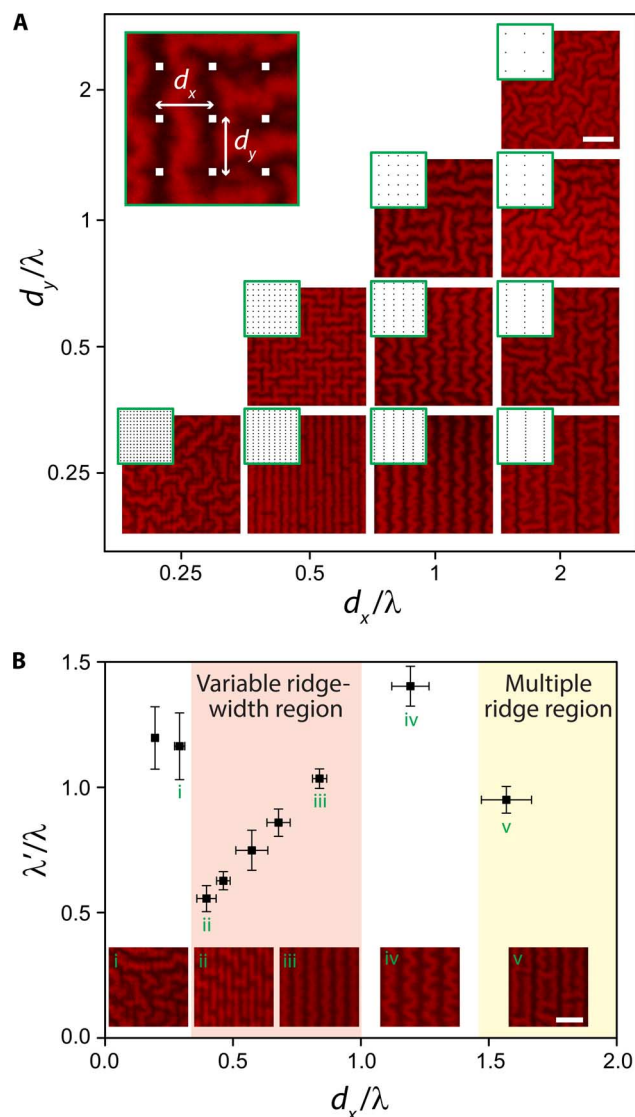 A
d_x
d_y
2
1
0.5
0.25
d_y/λ
0.25
0.5
1
2
d_x/λ
B
1.5
1.0
0.5
0.0
λ'/λ
Variable ridge-
width region
Multiple
ridge region
i
ii
iii
iv
v
i
ii
iii
iv
v
0.0
0.5
1.0
1.5
2.0
d_x/λ